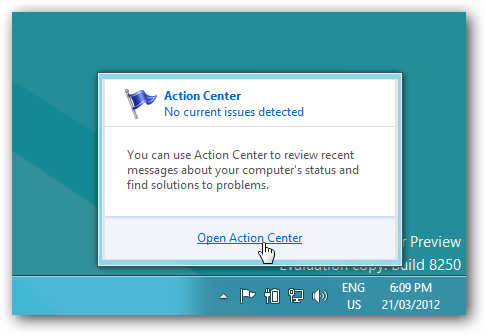 Action Center
No current issues detected
You can use Action Center to review recent
messages about your computer's status and
find solutions to problems.
Open Action Center
Preview
Evaluation copy. Build 8250
ENG
US
6:09 PM
21/03/2012